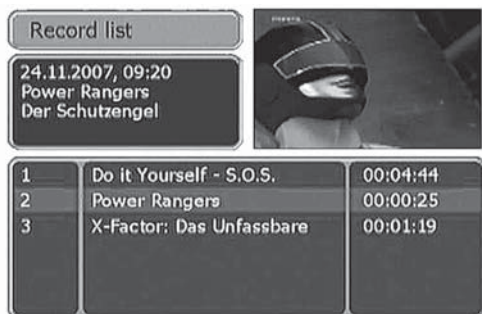 Record list
24.11.2007, 09:20
Power Rangers
Der Schutzengel
1 Do it Yourself - S.O.S. 00:04:44
2 Power Rangers 00:00:25
3 X-Factor: Das Unfassbare 00:01:19